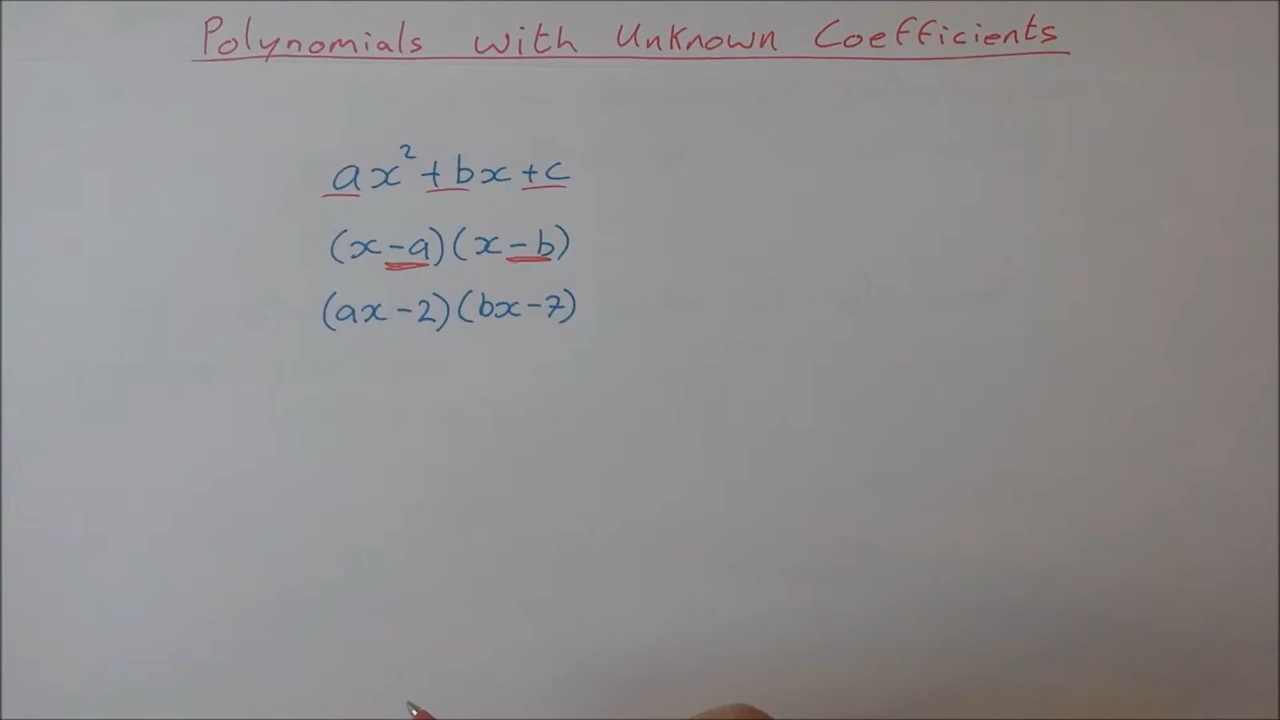 Polynomials with Unknown Coefficients
ax² + bx + c
(x - a)(x - b)
(ax - 2)(bx - 7)